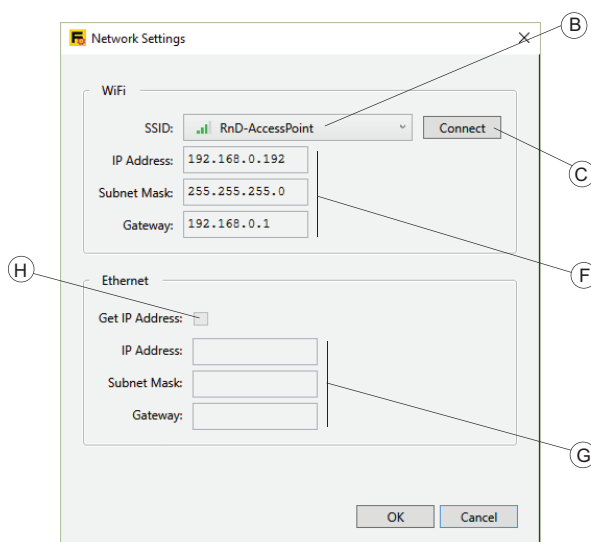 Network Settings
B
WiFi
SSID: RnD-AccessPoint Connect
IP Address: 192.168.0.192
C
Subnet Mask: 255.255.255.0
Gateway: 192.168.0.1
H
F
Ethernet
Get IP Address:
IP Address:
Subnet Mask:
Gateway:
G
OK Cancel